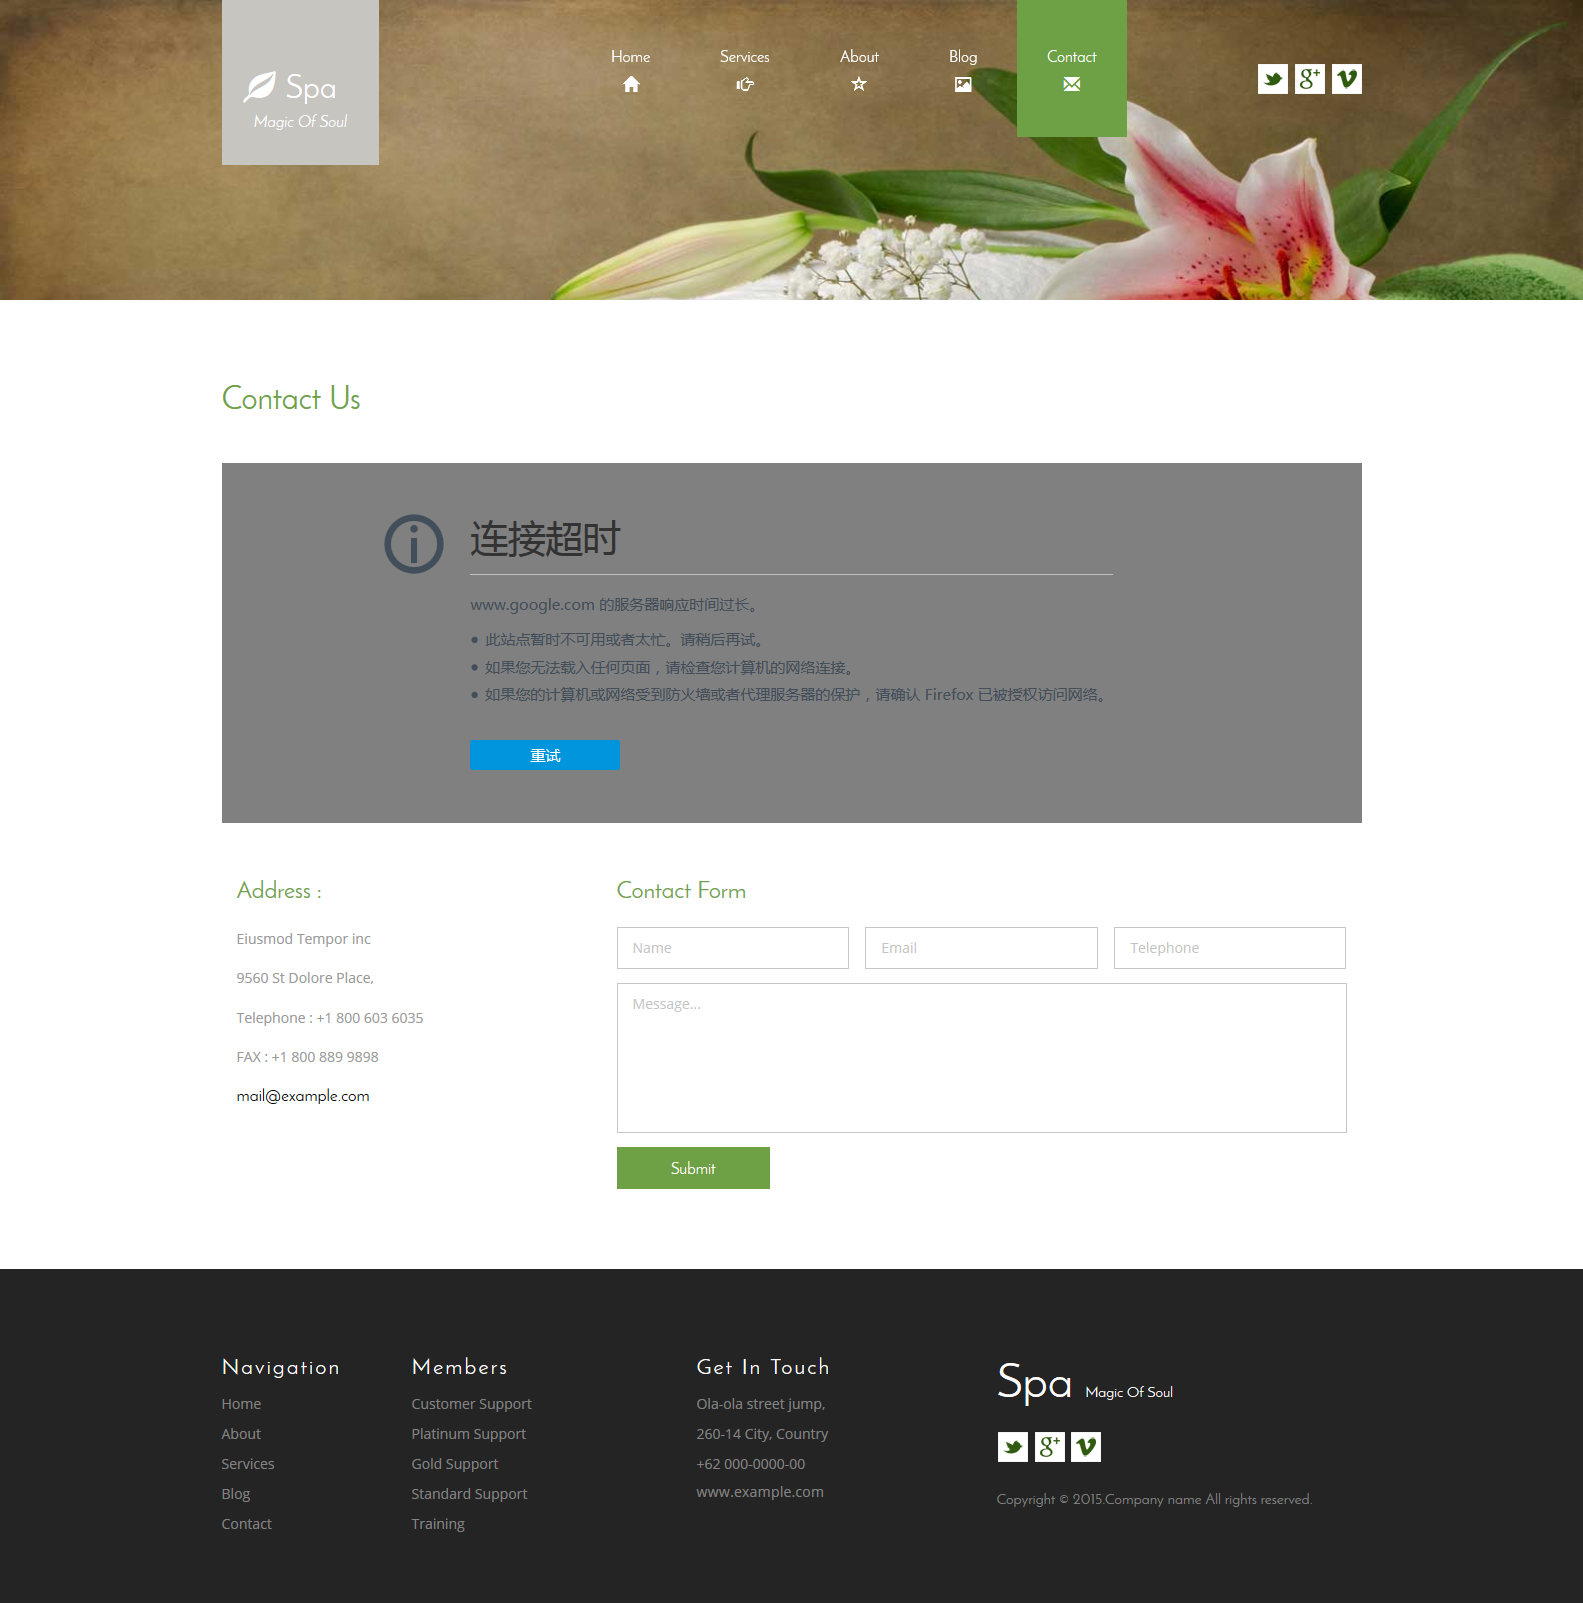 Spa
Magic Of Soul
Home
Services
About
Blog
Contact
Contact Us
连接超时
www.google.com 的服务器响应时间过长。
• 此站点暂时不可用或者太忙。请稍后再试。
• 如果您无法载入任何页面，请检查您计算机的网络连接。
• 如果您的计算机或网络受到防火墙或者代理服务器的保护，请确认 Firefox 已被授权访问网络。
重试
Address :
Eiusmod Tempor inc
9560 St Dolore Place,
Telephone : +1 800 603 6035
FAX : +1 800 889 9898
mail@example.com
Contact Form
Name
Email
Telephone
Message...
Submit
Navigation
Home
About
Services
Blog
Contact
Members
Customer Support
Platinum Support
Gold Support
Standard Support
Training
Get In Touch
Ola-ola street jump,
260-14 City, Country
+62 000-0000-00
www.example.com
Spa Magic Of Soul
Copyright © 2015.Company name All rights reserved.